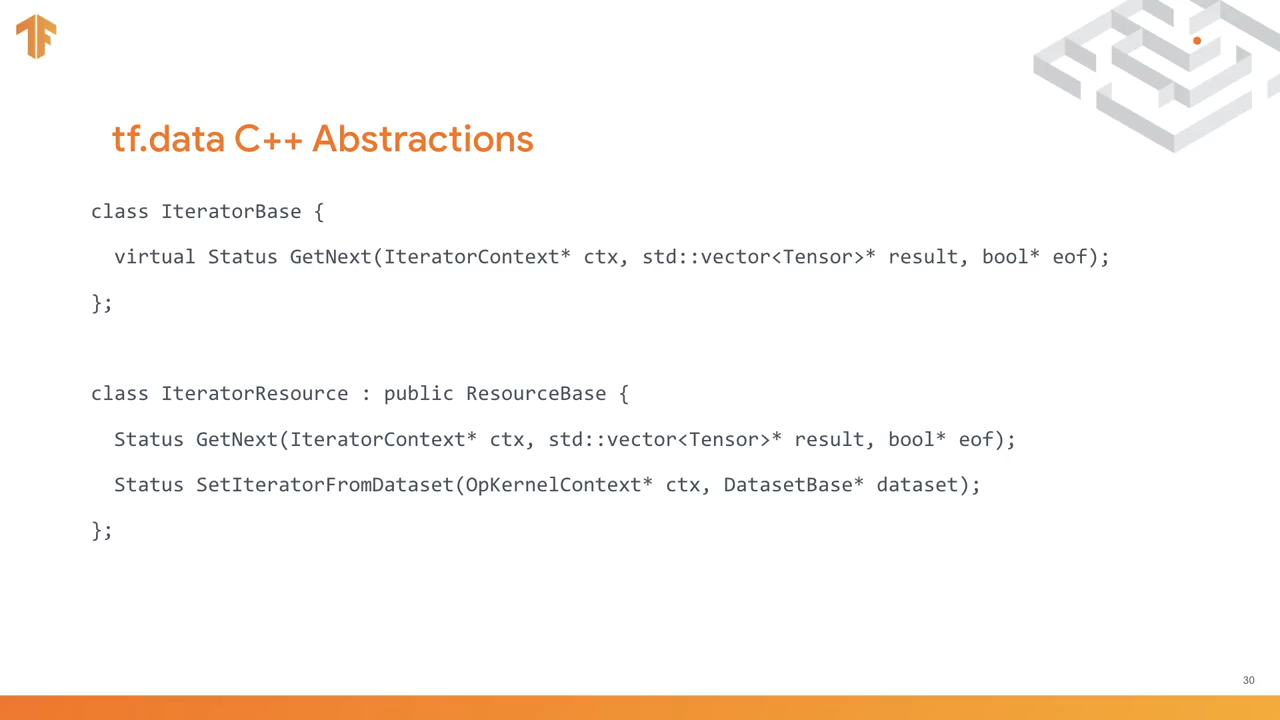 tf.data C++ Abstractions
class IteratorBase {
  virtual Status GetNext(IteratorContext* ctx, std::vector<Tensor>* result, bool* eof);
};
class IteratorResource : public ResourceBase {
  Status GetNext(IteratorContext* ctx, std::vector<Tensor>* result, bool* eof);
  Status SetIteratorFromDataset(OpKernelContext* ctx, DatasetBase* dataset);
};
30